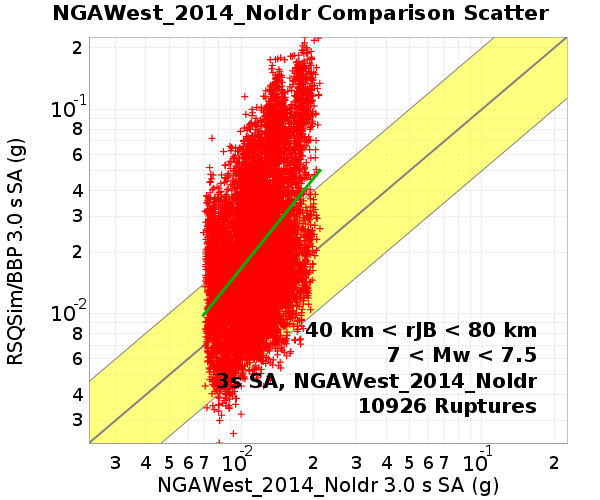 NGAWest_2014_NoIdr Comparison Scatter
2
10-1
8
6
4
3
2
10-2
8
6
4
3
RSQSim/BBP 3.0 s SA (g)
40 km < rJB < 80 km
7 < Mw < 7.5
3s SA, NGAWest_2014_NoIdr
10926 Ruptures
3 4 5 6 7 10-2 2 3 4 5 6 7 10-1 2
NGAWest_2014_NoIdr 3.0 s SA (g)